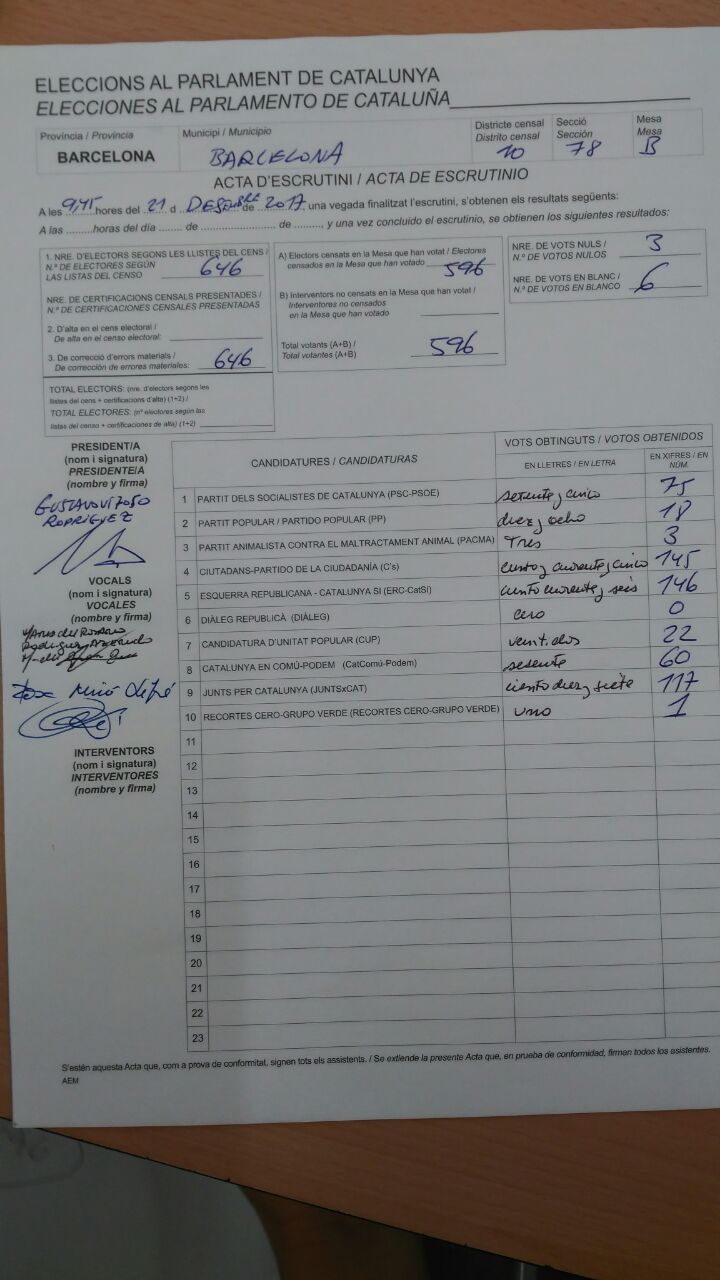 ELECCIONS AL PARLAMENT DE CATALUNYA
ELECCIONES AL PARLAMENTO DE CATALUÑA
Província / Provincia
BARCELONA
Municipi / Municipio
BARCELONA
Districte censal
Distrito censal
10
Secció
Sección
78
Mesa
Mesa
B
ACTA D'ESCRUTINI / ACTA DE ESCRUTINIO
A les 9,45 hores del 21 d DESEMBRE de 2017 una vegada finalitzat l'escrutini, s'obtenen els resultats següents:
A las ........ horas del día ....... de ........................ de ........, y una vez concluido el escrutinio, se obtienen los siguientes resultados:
1. NRE. D'ELECTORS SEGONS LES LLISTES DEL CENS /
N.º DE ELECTORES SEGÚN
LAS LISTAS DEL CENSO 646
NRE. DE CERTIFICACIONS CENSALS PRESENTADES /
N.º DE CERTIFICACIONES CENSALES PRESENTADAS
2. D'alta en el cens electoral /
De alta en el censo electoral:
3. De correcció d'errors materials /
De corrección de errores materiales: 646
TOTAL ELECTORS: (nre. d'electors segons les
llistes del cens + certificacions d'alta) (1+2) /
TOTAL ELECTORES: (nº electores según las
listas del censo + certificaciones de alta) (1+2)
A) Electors censats en la Mesa que han votat / Electores
censados en la Mesa que han votado 596
B) Interventors no censats en la Mesa que han votat /
Interventores no censados
en la Mesa que han votado
Total votants (A+B) /
Total votantes (A+B) 596
NRE. DE VOTS NULS /
N.º DE VOTOS NULOS 3
NRE. DE VOTS EN BLANC /
N.º DE VOTOS EN BLANCO 6
PRESIDENT/A
(nom i signatura)
PRESIDENTE/A
(nombre y firma)
GUSTAVO
RODRIGUEZ
VOCALS
(nom i signatura)
VOCALES
(nombre y firma)
INTERVENTORS
(nom i signatura)
INTERVENTORES
(nombre y firma)
CANDIDATURES / CANDIDATURAS
VOTS OBTINGUTS / VOTOS OBTENIDOS
EN LLETRES / EN LETRA
EN XIFRES / EN NÚM.
1 PARTIT DELS SOCIALISTES DE CATALUNYA (PSC-PSOE) setenta y cinco 75
2 PARTIT POPULAR / PARTIDO POPULAR (PP) diez y ocho 18
3 PARTIT ANIMALISTA CONTRA EL MALTRACTAMENT ANIMAL (PACMA) Tres 3
4 CIUTADANS-PARTIDO DE LA CIUDADANÍA (C's) ciento y cuarenta y cinco 145
5 ESQUERRA REPUBLICANA - CATALUNYA SI (ERC-CatSí) ciento cuarenta y seis 146
6 DIÀLEG REPUBLICÀ (DIÀLEG) cero 0
7 CANDIDATURA D'UNITAT POPULAR (CUP) veintidos 22
8 CATALUNYA EN COMÚ-PODEM (CatComú-Podem) sesenta 60
9 JUNTS PER CATALUNYA (JUNTSxCAT) ciento diez y siete 117
10 RECORTES CERO-GRUPO VERDE (RECORTES CERO-GRUPO VERDE) uno 1
11
12
13
14
15
16
17
18
19
20
21
22
23
S'estén aquesta Acta que, com a prova de conformitat, signen tots els assistents. / Se extiende la presente Acta que, en prueba de conformidad, firman todos los asistentes.
AEM